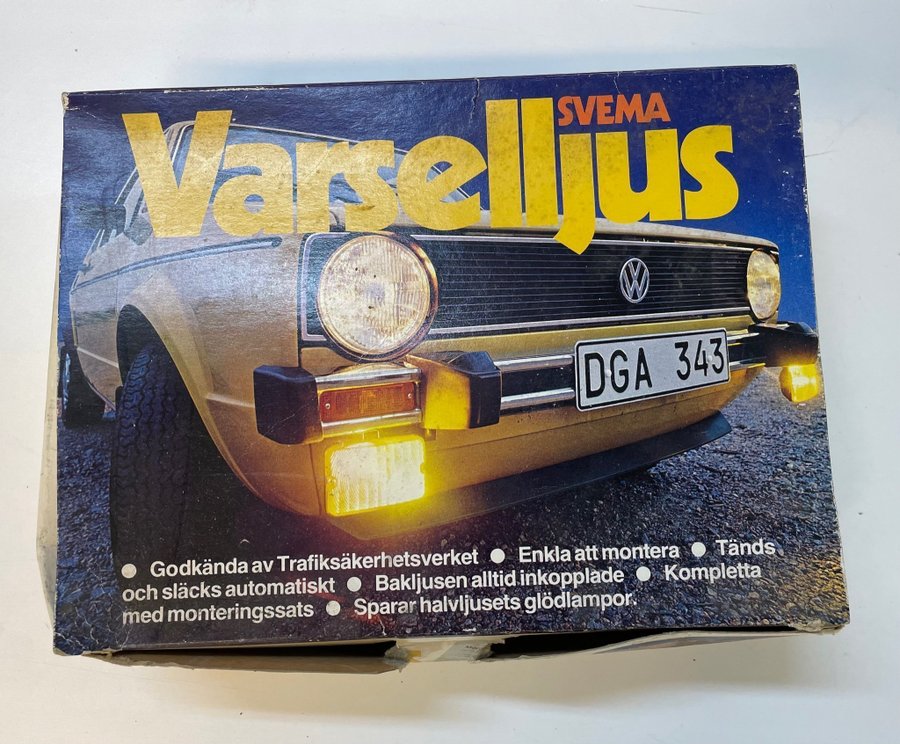 SVEMA
Varselljus
VW
DGA 343
● Godkända av Trafiksäkerhetsverket ● Enkla att montera ● Tänds
och släcks automatiskt ● Bakljusen alltid inkopplade ● Kompletta
med monteringssats ● Sparar halvljusets glödlampor.